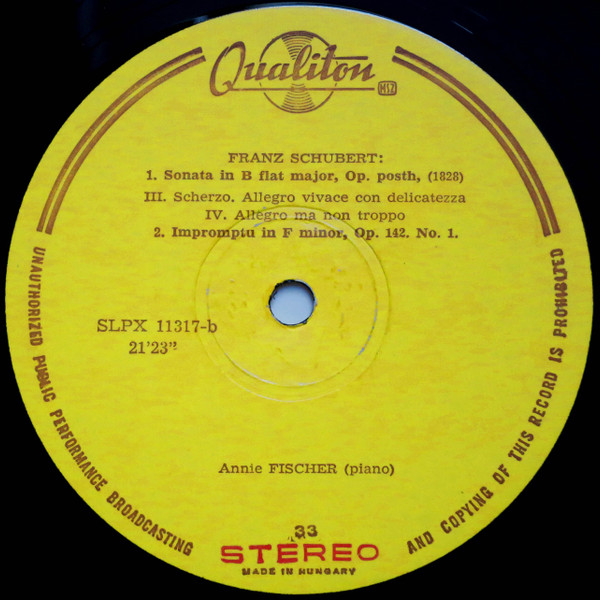 Qualiton
MSZ
FRANZ SCHUBERT:
1. Sonata in B flat major, Op. posth, (1828)
III. Scherzo. Allegro vivace con delicatezza
IV. Allegro ma non troppo
2. Impromptu in F minor, Op. 142. No. 1.
SLPX 11317-b
21'23"
Annie FISCHER (piano)
33
STEREO
MADE IN HUNGARY
UNAUTHORIZED PUBLIC PERFORMANCE BROADCASTING
AND COPYING OF THIS RECORD IS PROHIBITED